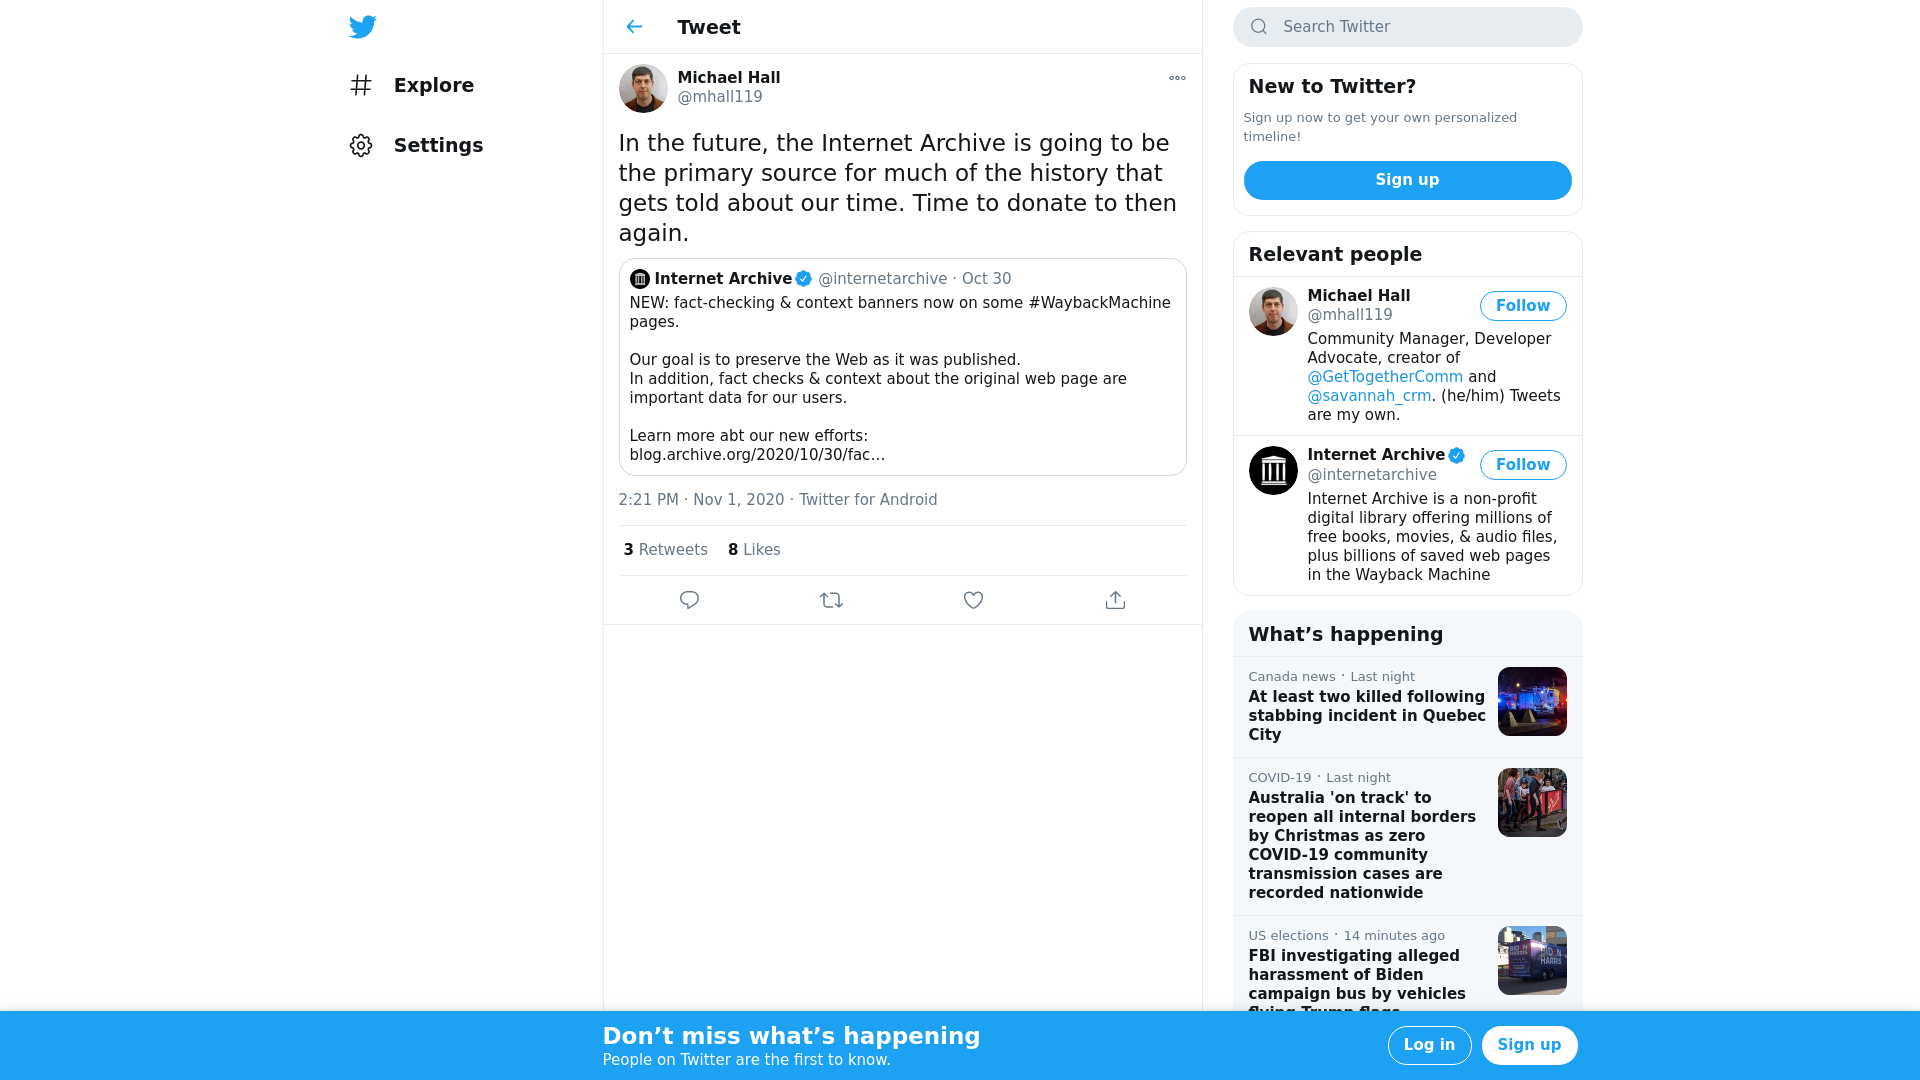 Explore
Settings
Tweet
Michael Hall
@mhall119
In the future, the Internet Archive is going to be
the primary source for much of the history that
gets told about our time. Time to donate to then
again.
Internet Archive @internetarchive · Oct 30
NEW: fact-checking & context banners now on some #WaybackMachine
pages.
Our goal is to preserve the Web as it was published.
In addition, fact checks & context about the original web page are
important data for our users.
Learn more abt our new efforts:
blog.archive.org/2020/10/30/fac…
2:21 PM · Nov 1, 2020 · Twitter for Android
3 Retweets 8 Likes
Search Twitter
New to Twitter?
Sign up now to get your own personalized
timeline!
Sign up
Relevant people
Michael Hall
@mhall119
Follow
Community Manager, Developer
Advocate, creator of
@GetTogetherComm and
@savannah_crm. (he/him) Tweets
are my own.
Internet Archive
@internetarchive
Follow
Internet Archive is a non-profit
digital library offering millions of
free books, movies, & audio files,
plus billions of saved web pages
in the Wayback Machine
What’s happening
Canada news · Last night
At least two killed following
stabbing incident in Quebec
City
COVID-19 · Last night
Australia 'on track' to
reopen all internal borders
by Christmas as zero
COVID-19 community
transmission cases are
recorded nationwide
US elections · 14 minutes ago
FBI investigating alleged
harassment of Biden
campaign bus by vehicles
flying Trump flags
Don’t miss what’s happening
People on Twitter are the first to know.
Log in
Sign up